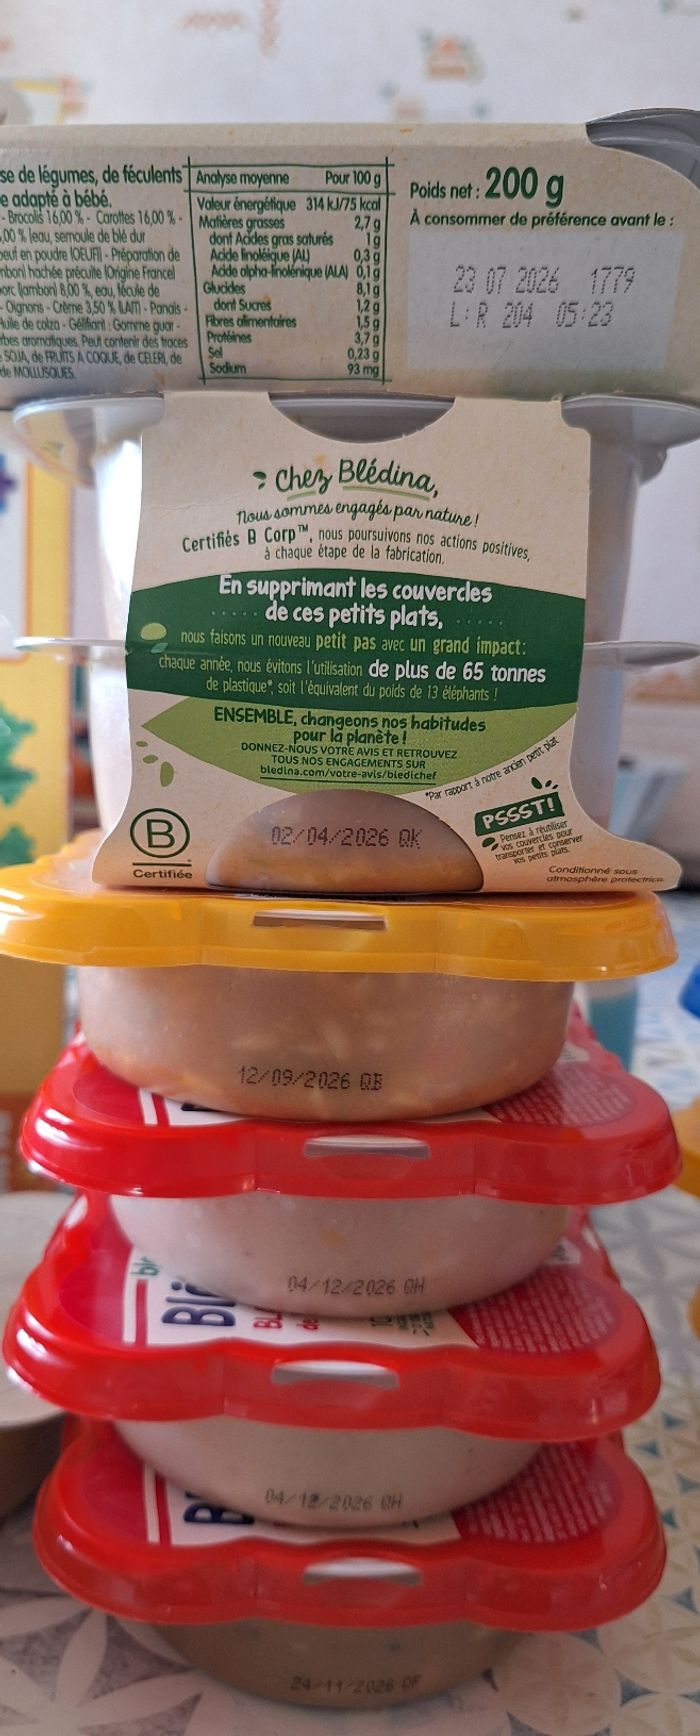 se de légumes, de féculents
e adapté à bébé.
- Brocolis 16,00 % - Carottes 16,00 % -
,00 % (eau, semoule de blé dur
oeuf en poudre (OEUF)) - Préparation de
mbon) hachée précuite (Origine France)
porc (jambon) 8,00 %, eau, fécule de
- Oignons - Crème 3,50 % (LAIT) - Panais -
Huile de colza - Gélifiant : Gomme guar -
rbes aromatiques. Peut contenir des traces
SOJA, de FRUITS A COQUE, de CELERI, de
de MOLLUSQUES.
Analyse moyenne Pour 100 g
Valeur énergétique 314 kJ/75 kcal
Matières grasses 2,7 g
dont Acides gras saturés 1 g
Acide linoléique (AL) 0,3 g
Acide alpha-linolénique (ALA) 0,1 g
Glucides 8,1 g
dont Sucres 1,2 g
Fibres alimentaires 1,5 g
Protéines 3,7 g
Sel 0,23 g
Sodium 93 mg
Poids net : 200 g
À consommer de préférence avant le :
23 07 2026 1779
L: R 204 05:23
Chez Blédina,
Nous sommes engagés par nature !
Certifiés B Corp™, nous poursuivons nos actions positives,
à chaque étape de la fabrication.
En supprimant les couvercles
de ces petits plats,
nous faisons un nouveau petit pas avec un grand impact :
chaque année, nous évitons l'utilisation de plus de 65 tonnes
de plastique*, soit l'équivalent du poids de 13 éléphants !
ENSEMBLE, changeons nos habitudes
pour la planète !
DONNEZ-NOUS VOTRE AVIS ET RETROUVEZ
TOUS NOS ENGAGEMENTS SUR
bledina.com/votre-avis/bledichef
*Par rapport à notre ancien petit plat
B
Certifiée
PSSST!
Pensez à réutiliser
vos couvercles pour
transporter et conserver
vos petits plats.
Conditionné sous
atmosphère protectrice.
02/04/2026 QK
12/09/2026 QB
04/12/2026 QH
Blé
04/12/2026 QH
B
24/11/2026 QF